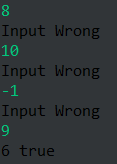 8
Input Wrong
10
Input Wrong
-1
Input Wrong
9
6 true